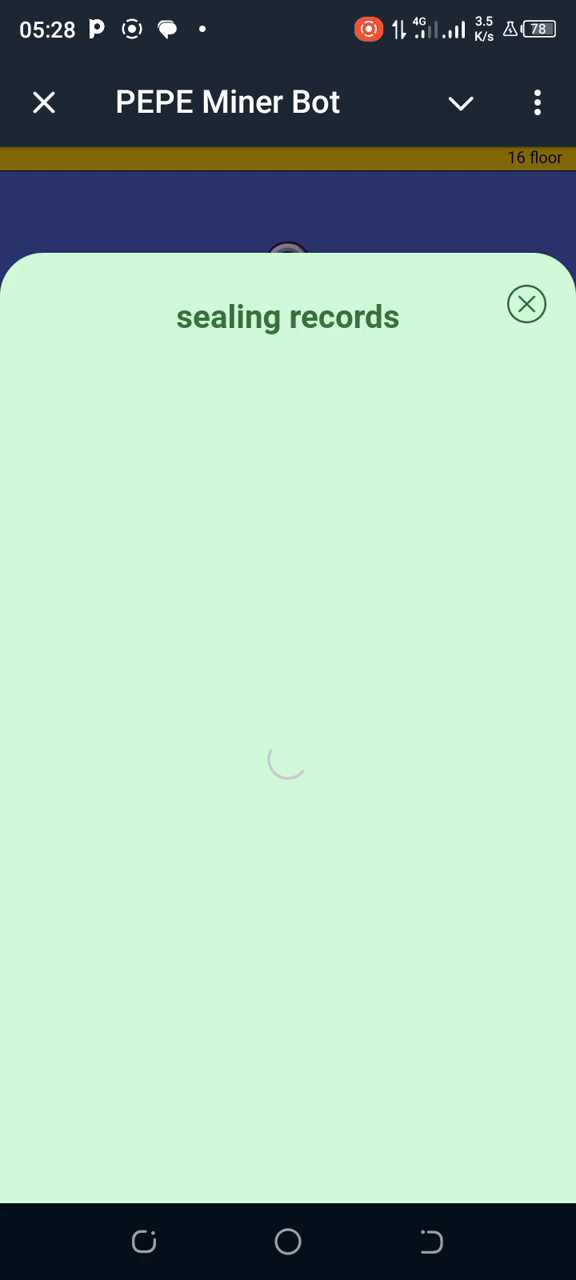 05:28
4G
3.5
K/s
78
PEPE Miner Bot
16 floor
sealing records